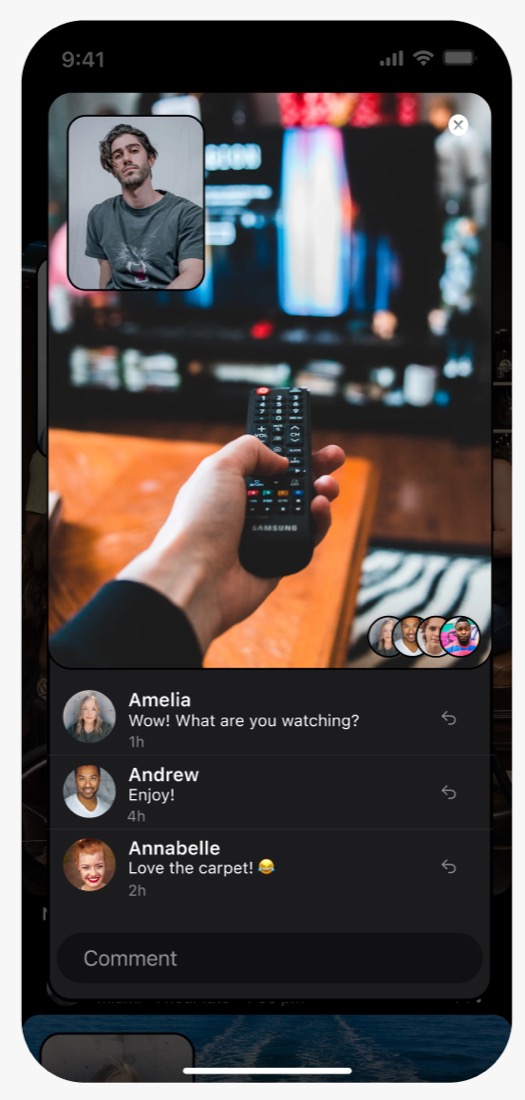 9:41
SAMSUNG
Amelia
Wow! What are you watching?
1h
Andrew
Enjoy!
4h
Annabelle
Love the carpet! 😂
2h
Comment